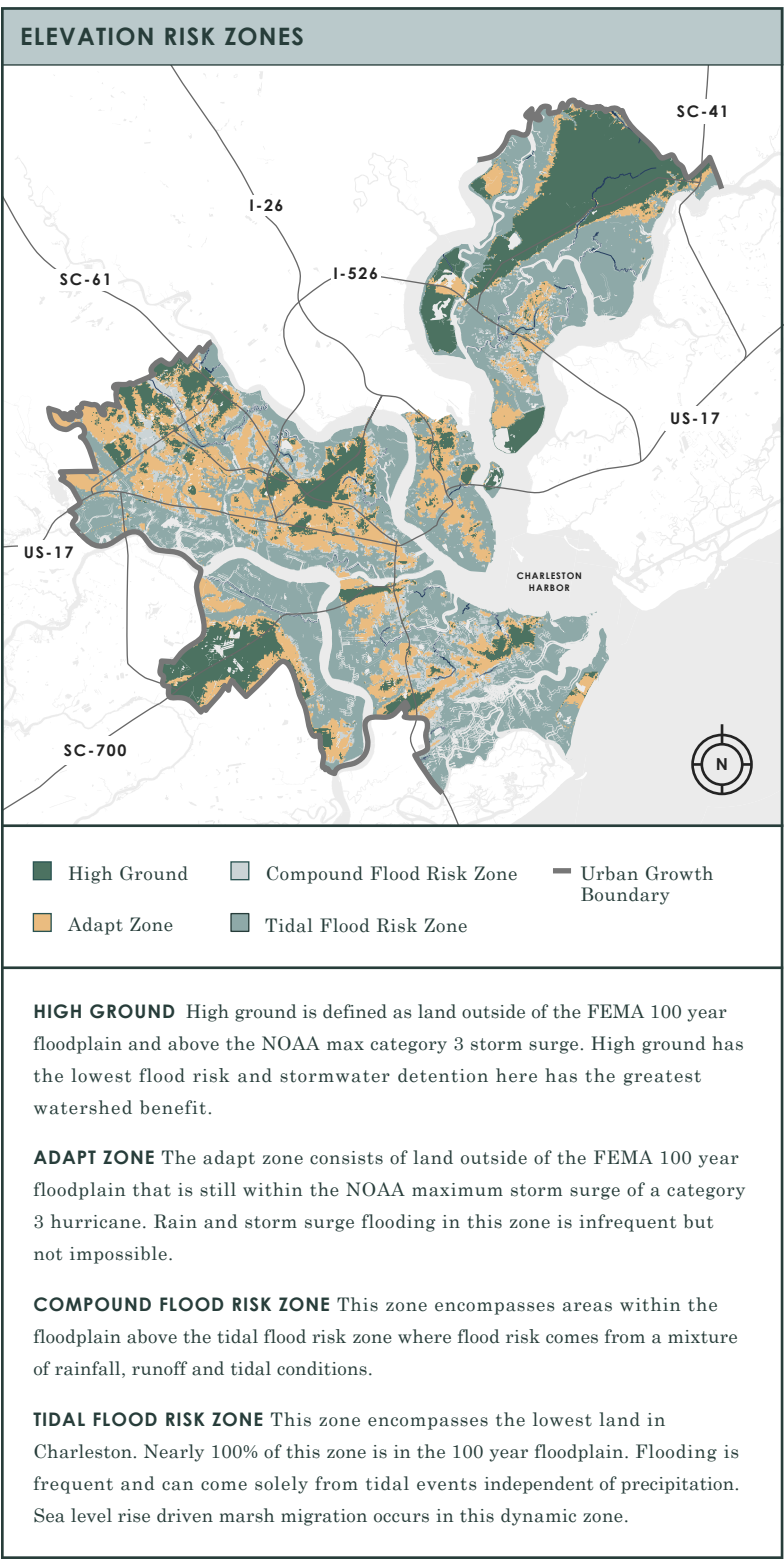 ELEVATION RISK ZONES
SC-41
I-26
I-526
SC-61
US-17
US-17
CHARLESTON
HARBOR
SC-700
N
High Ground
Compound Flood Risk Zone
Urban Growth
Boundary
Adapt Zone
Tidal Flood Risk Zone
HIGH GROUND High ground is defined as land outside of the FEMA 100 year
floodplain and above the NOAA max category 3 storm surge. High ground has
the lowest flood risk and stormwater detention here has the greatest
watershed benefit.
ADAPT ZONE The adapt zone consists of land outside of the FEMA 100 year
floodplain that is still within the NOAA maximum storm surge of a category
3 hurricane. Rain and storm surge flooding in this zone is infrequent but
not impossible.
COMPOUND FLOOD RISK ZONE This zone encompasses areas within the
floodplain above the tidal flood risk zone where flood risk comes from a mixture
of rainfall, runoff and tidal conditions.
TIDAL FLOOD RISK ZONE This zone encompasses the lowest land in
Charleston. Nearly 100% of this zone is in the 100 year floodplain. Flooding is
frequent and can come solely from tidal events independent of precipitation.
Sea level rise driven marsh migration occurs in this dynamic zone.